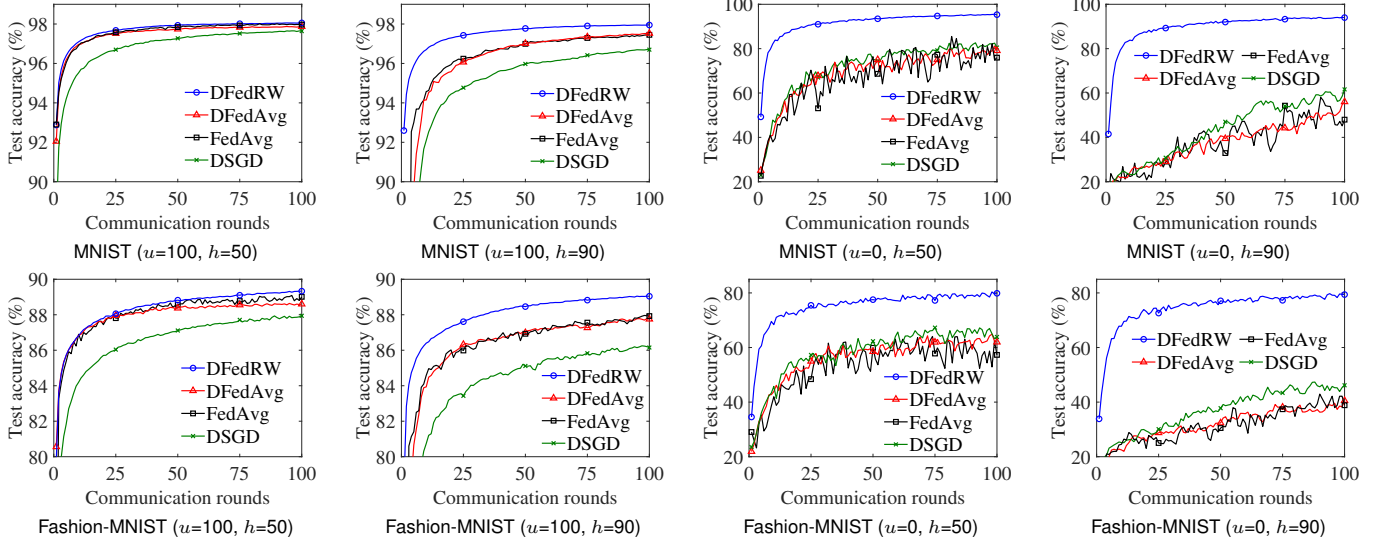 Test accuracy (%)
98
96
94
92
90
DFedRW
DFedAvg
FedAvg
DSGD
0 25 50 75 100
Communication rounds
MNIST (u=100, h=50)
Test accuracy (%)
98
96
94
92
90
DFedRW
DFedAvg
FedAvg
DSGD
0 25 50 75 100
Communication rounds
MNIST (u=100, h=90)
Test accuracy (%)
100
80
60
40
20
DFedRW
DFedAvg
FedAvg
DSGD
0 25 50 75 100
Communication rounds
MNIST (u=0, h=50)
Test accuracy (%)
100
80
60
40
20
DFedRW FedAvg
DFedAvg DSGD
0 25 50 75 100
Communication rounds
MNIST (u=0, h=90)
Test accuracy (%)
90
88
86
84
82
80
DFedRW
DFedAvg
FedAvg
DSGD
0 25 50 75 100
Communication rounds
Fashion-MNIST (u=100, h=50)
Test accuracy (%)
90
88
86
84
82
80
DFedRW
DFedAvg
FedAvg
DSGD
0 25 50 75 100
Communication rounds
Fashion-MNIST (u=100, h=90)
Test accuracy (%)
80
60
40
20
DFedRW
DFedAvg
FedAvg
DSGD
0 25 50 75 100
Communication rounds
Fashion-MNIST (u=0, h=50)
Test accuracy (%)
80
60
40
20
DFedRW FedAvg
DFedAvg DSGD
0 25 50 75 100
Communication rounds
Fashion-MNIST (u=0, h=90)